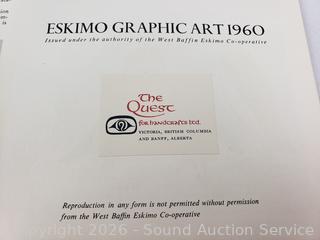 ESKIMO GRAPHIC ART 1960
Issued under the authority of the West Baffin Eskimo Co-operative
The
Quest
for handcrafts ltd.
VICTORIA, BRITISH COLUMBIA
AND BANFF, ALBERTA
Reproduction in any form is not permitted without permission
from the West Baffin Eskimo Co-operative
Copyright 2026 - Sound Auction Service